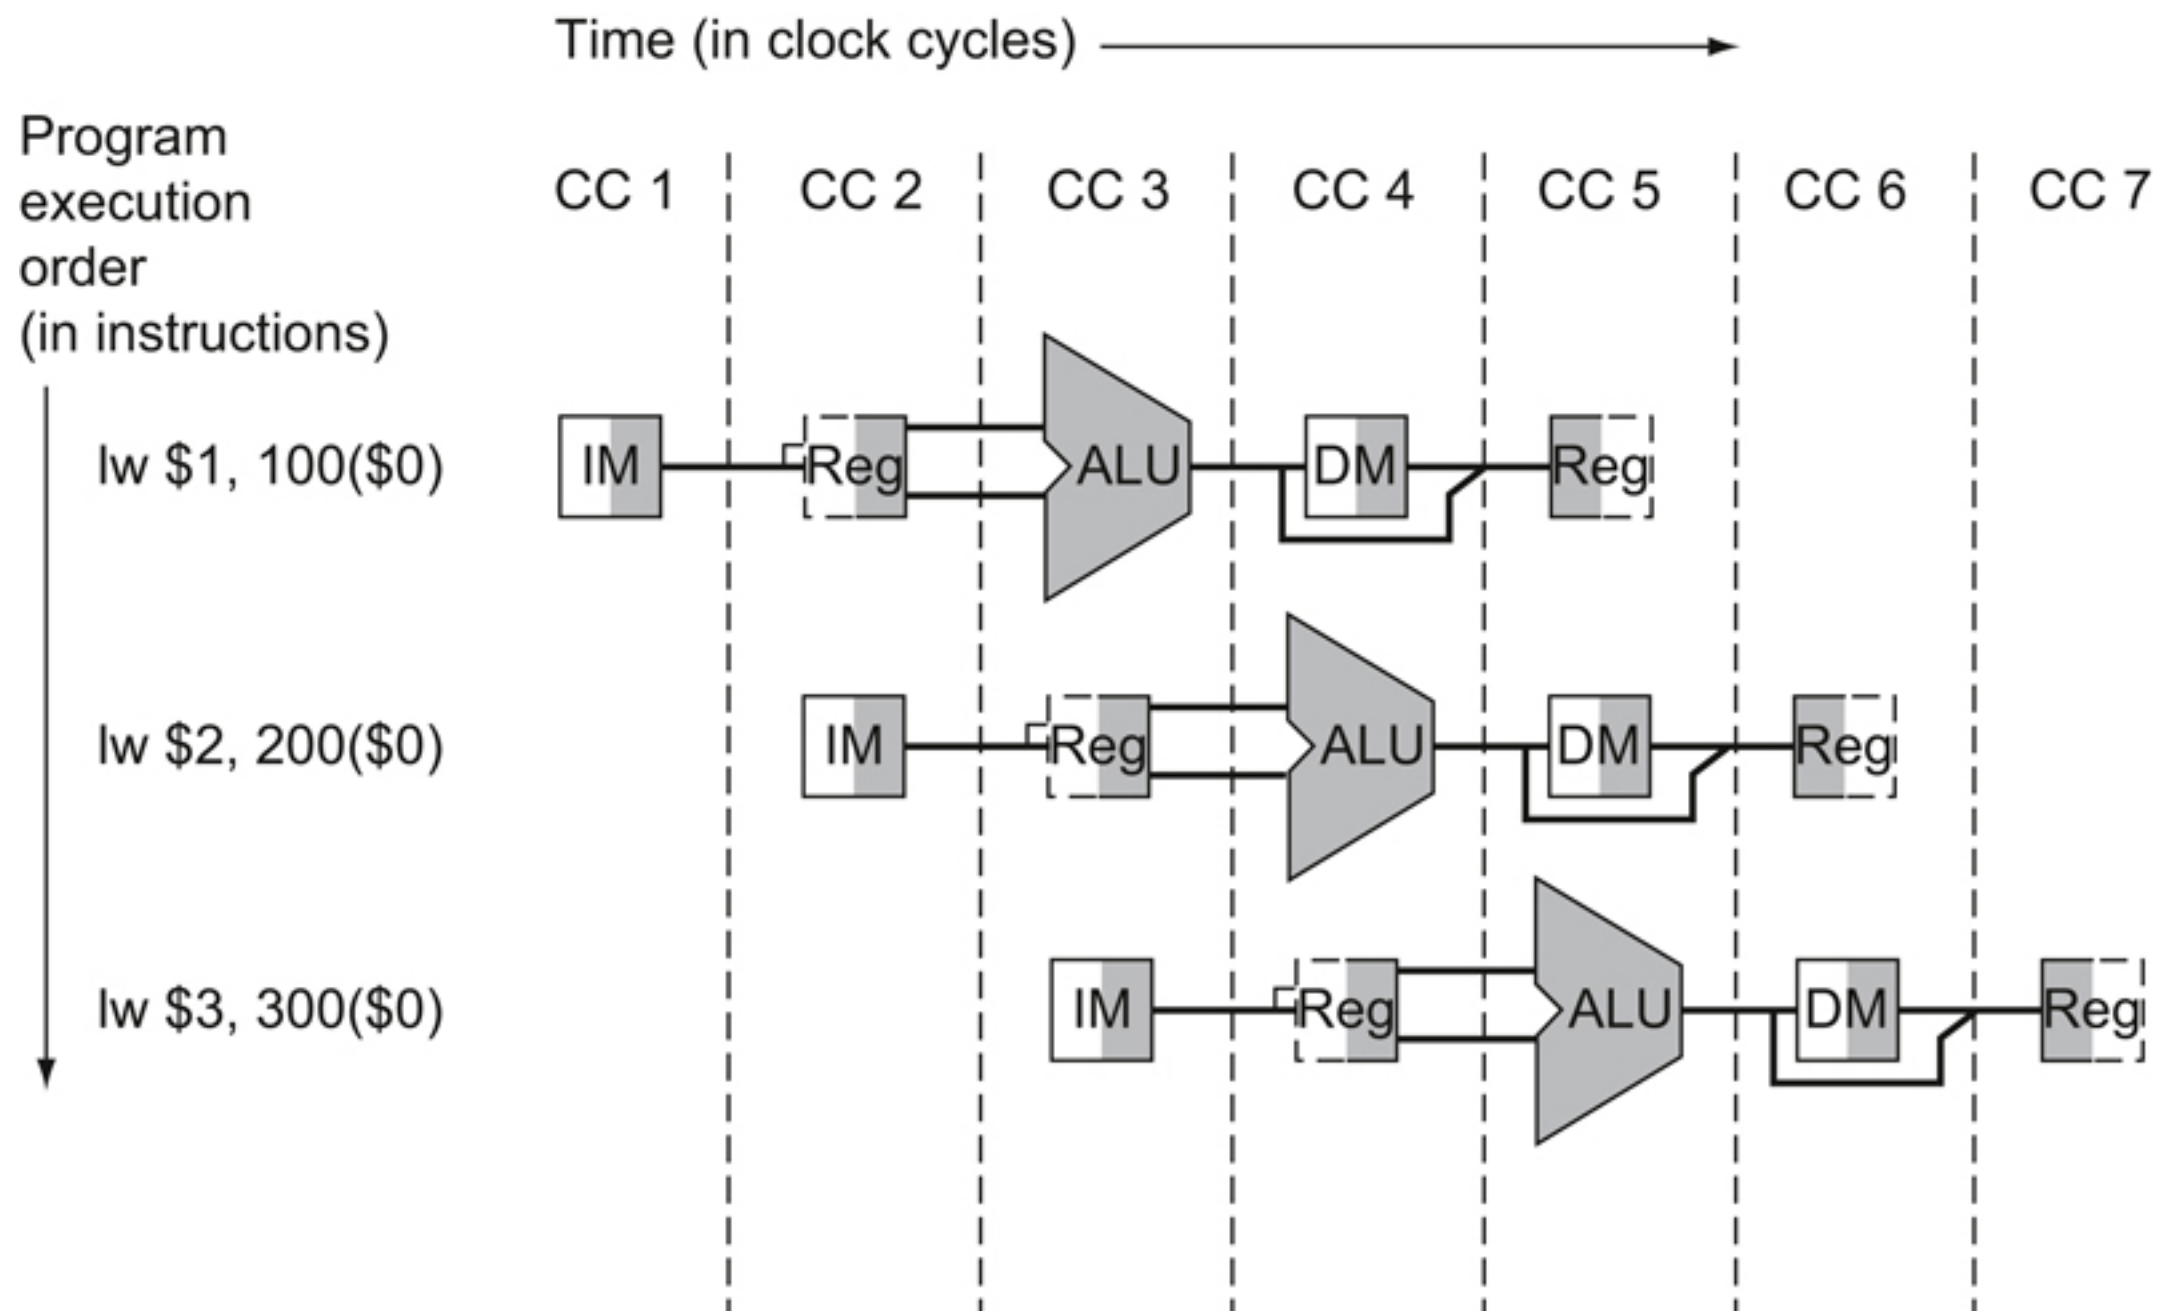 Time (in clock cycles)
Program
execution
order
(in instructions)
CC 1 CC 2 CC 3 CC 4 CC 5 CC 6 CC 7
lw $1, 100($0) IM Reg ALU DM Reg
lw $2, 200($0) IM Reg ALU DM Reg
lw $3, 300($0) IM Reg ALU DM Reg